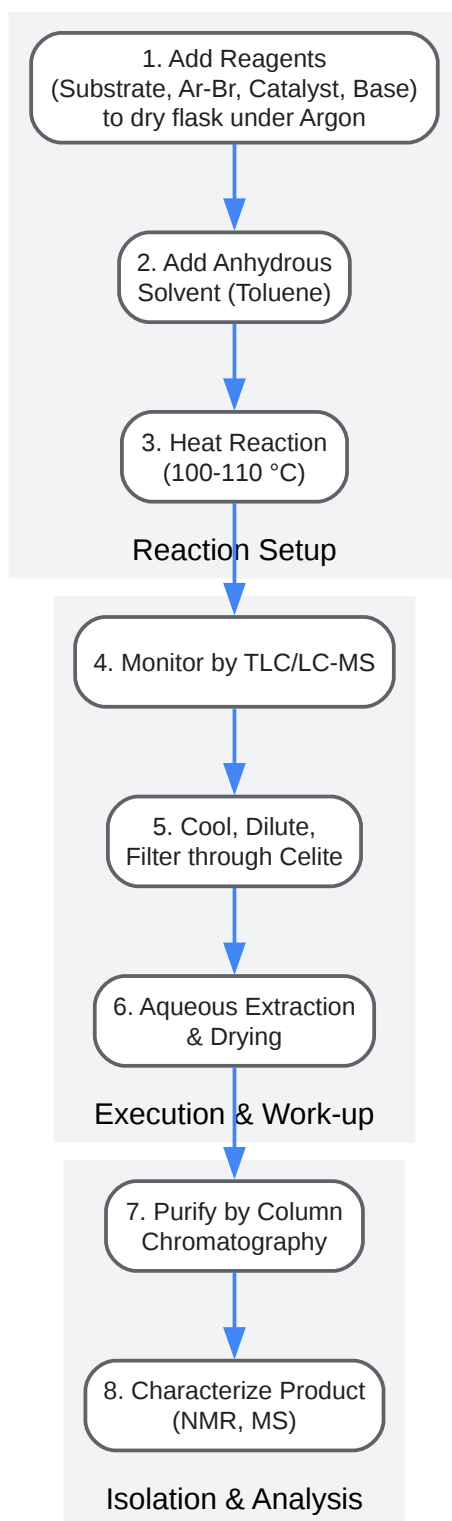 1. Add Reagents
(Substrate, Ar-Br, Catalyst, Base)
to dry flask under Argon
2. Add Anhydrous
Solvent (Toluene)
3. Heat Reaction
(100-110 °C)
Reaction Setup
4. Monitor by TLC/LC-MS
5. Cool, Dilute,
Filter through Celite
6. Aqueous Extraction
& Drying
Execution & Work-up
7. Purify by Column
Chromatography
8. Characterize Product
(NMR, MS)
Isolation & Analysis